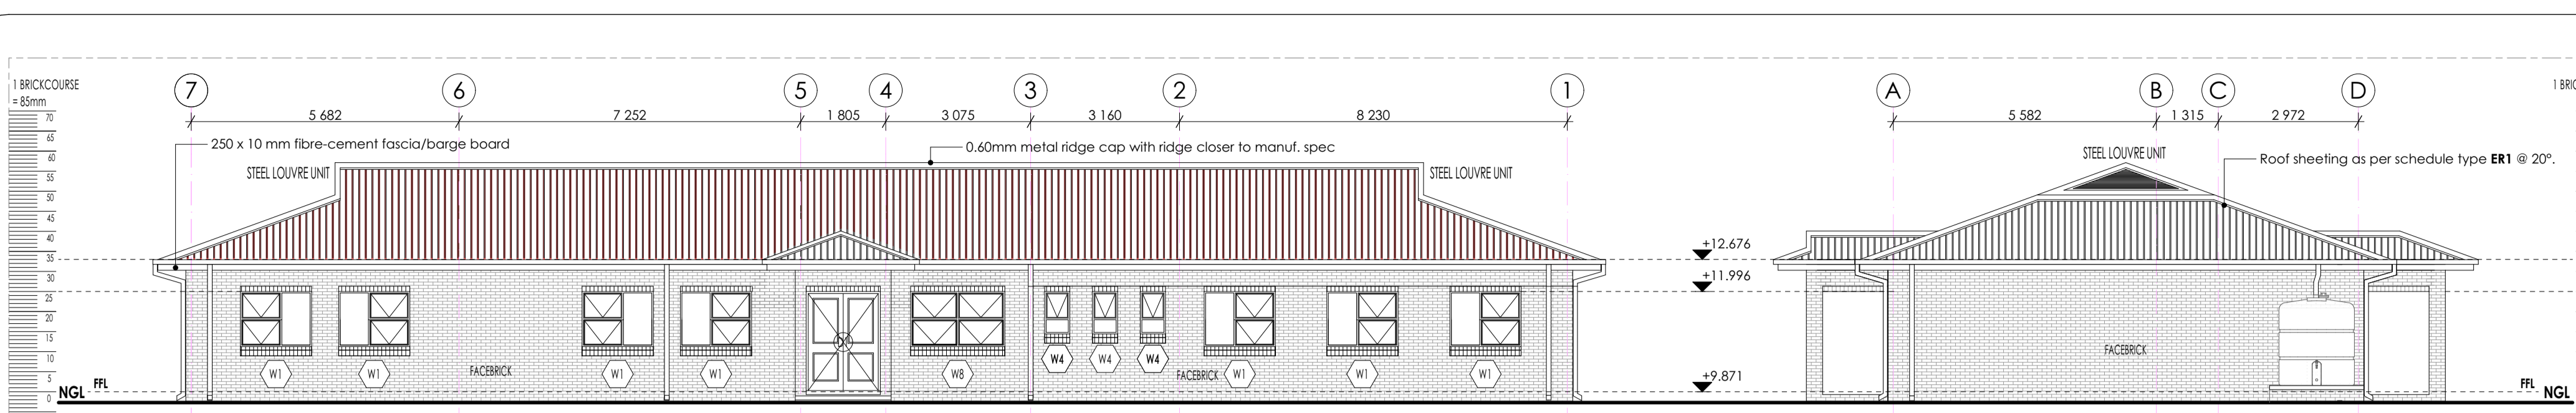 1 BRICKCOURSE
= 85mm
70
65
60
55
50
45
40
35
30
25
20
15
10
5
0
7
6
5
4
3
2
1
5 682
7 252
1 805
3 075
3 160
8 230
250 x 10 mm fibre-cement fascia/barge board
0.60mm metal ridge cap with ridge closer to manuf. spec
STEEL LOUVRE UNIT
STEEL LOUVRE UNIT
W1
W1
FACEBRICK
W1
W1
W8
W4
W4
W4
FACEBRICK
W1
W1
W1
NGL
FFL
+12.676
+11.996
+9.871
A
B
C
D
5 582
1 315
2 972
STEEL LOUVRE UNIT
Roof sheeting as per schedule type ER1 @ 20°.
FACEBRICK
FFL
NGL